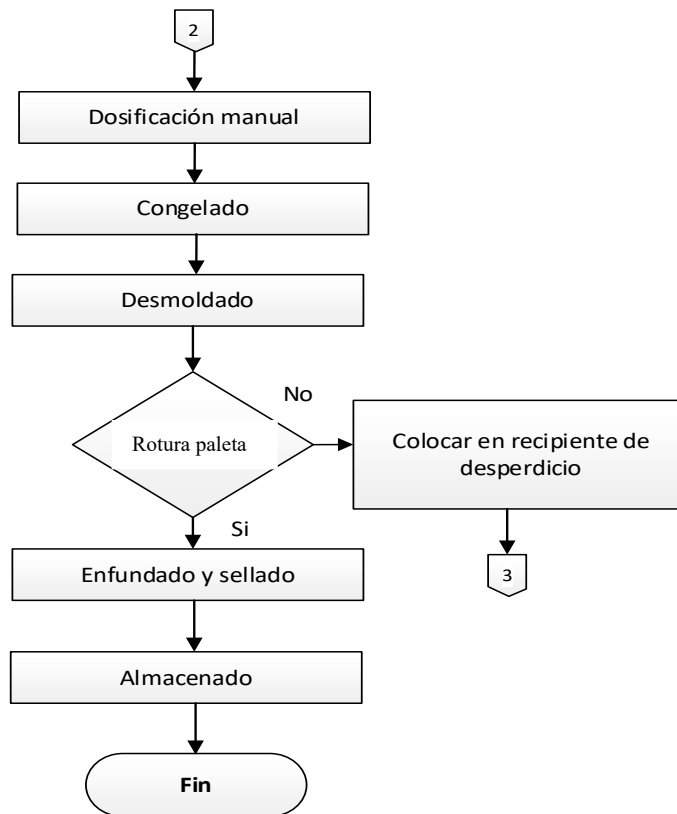 2
Dosificación manual
Congelado
Desmoldado
No
Rotura paleta
Colocar en recipiente de
desperdicio
Si
Enfundado y sellado
3
Almacenado
Fin